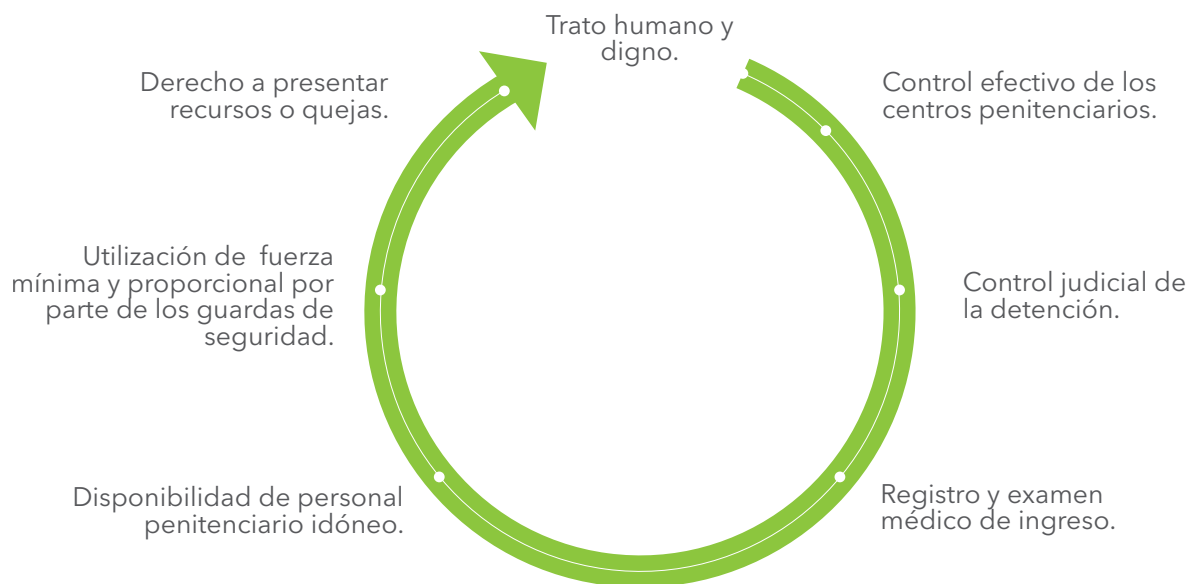 Trato humano y
digno.
Control efectivo de los
centros penitenciarios.
Control judicial de
la detención.
Registro y examen
médico de ingreso.
Disponibilidad de personal
penitenciario idóneo.
Utilización de  fuerza
mínima y proporcional por
parte de los guardas de
seguridad.
Derecho a presentar
recursos o quejas.